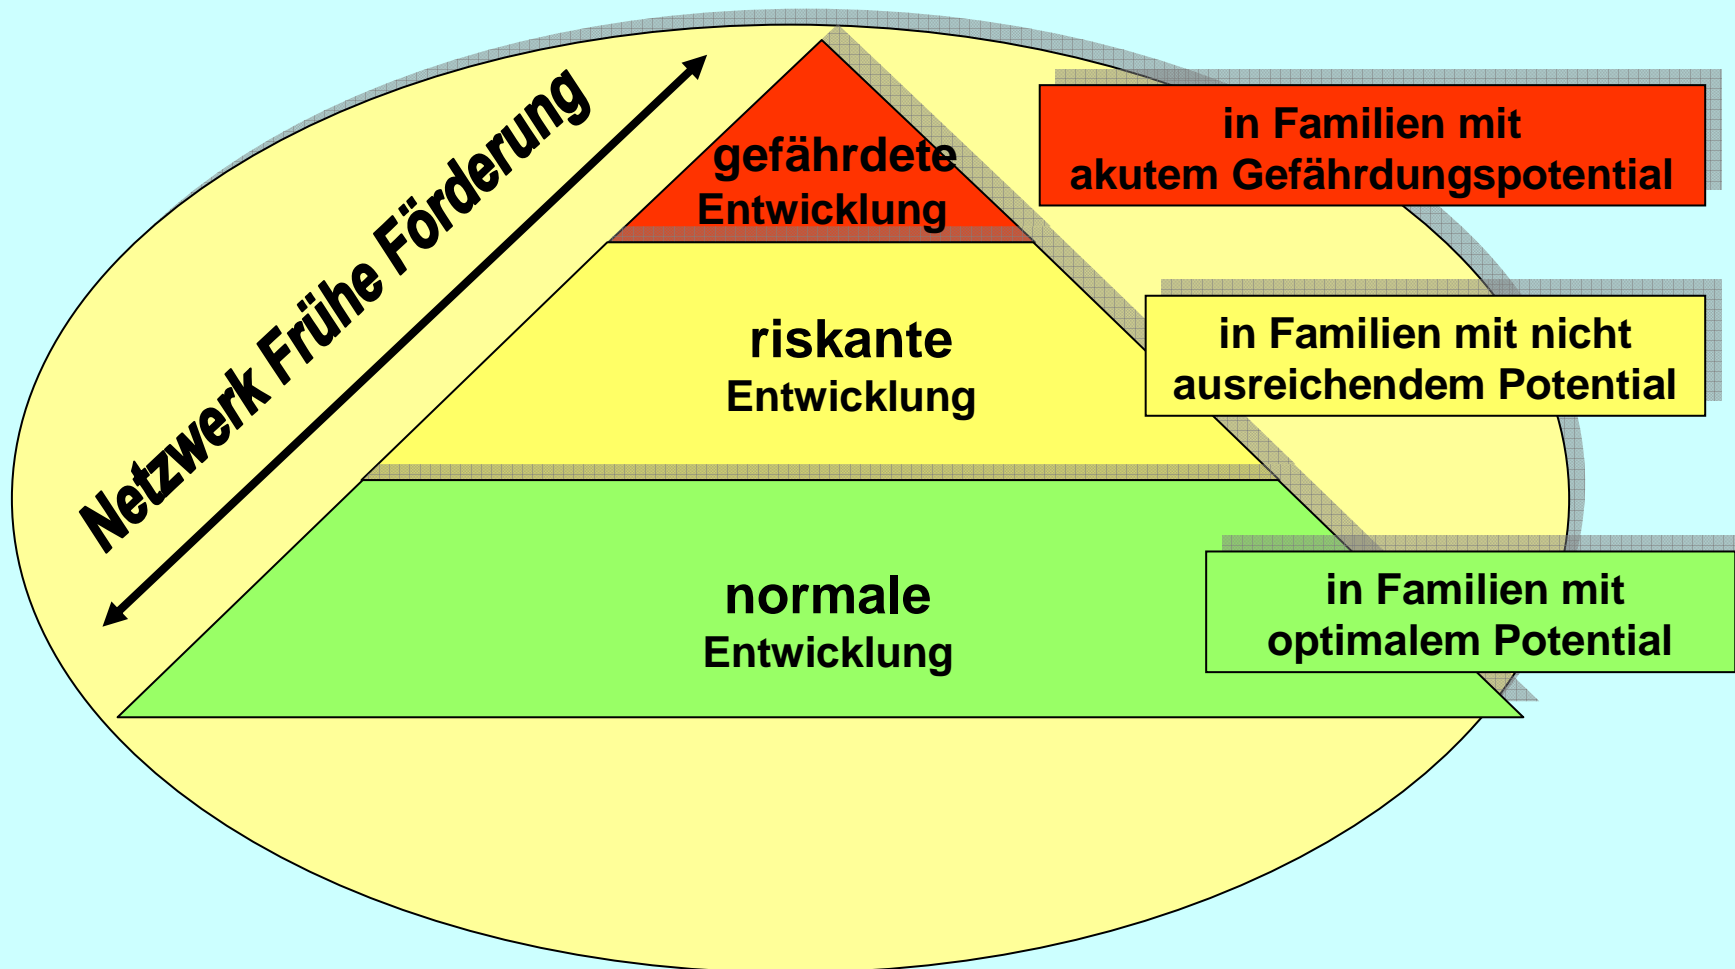 Netzwerk Frühe Förderung
gefährdete
Entwicklung
in Familien mit
akutem Gefährdungspotential
riskante
Entwicklung
in Familien mit nicht
ausreichendem Potential
normale
Entwicklung
in Familien mit
optimalem Potential